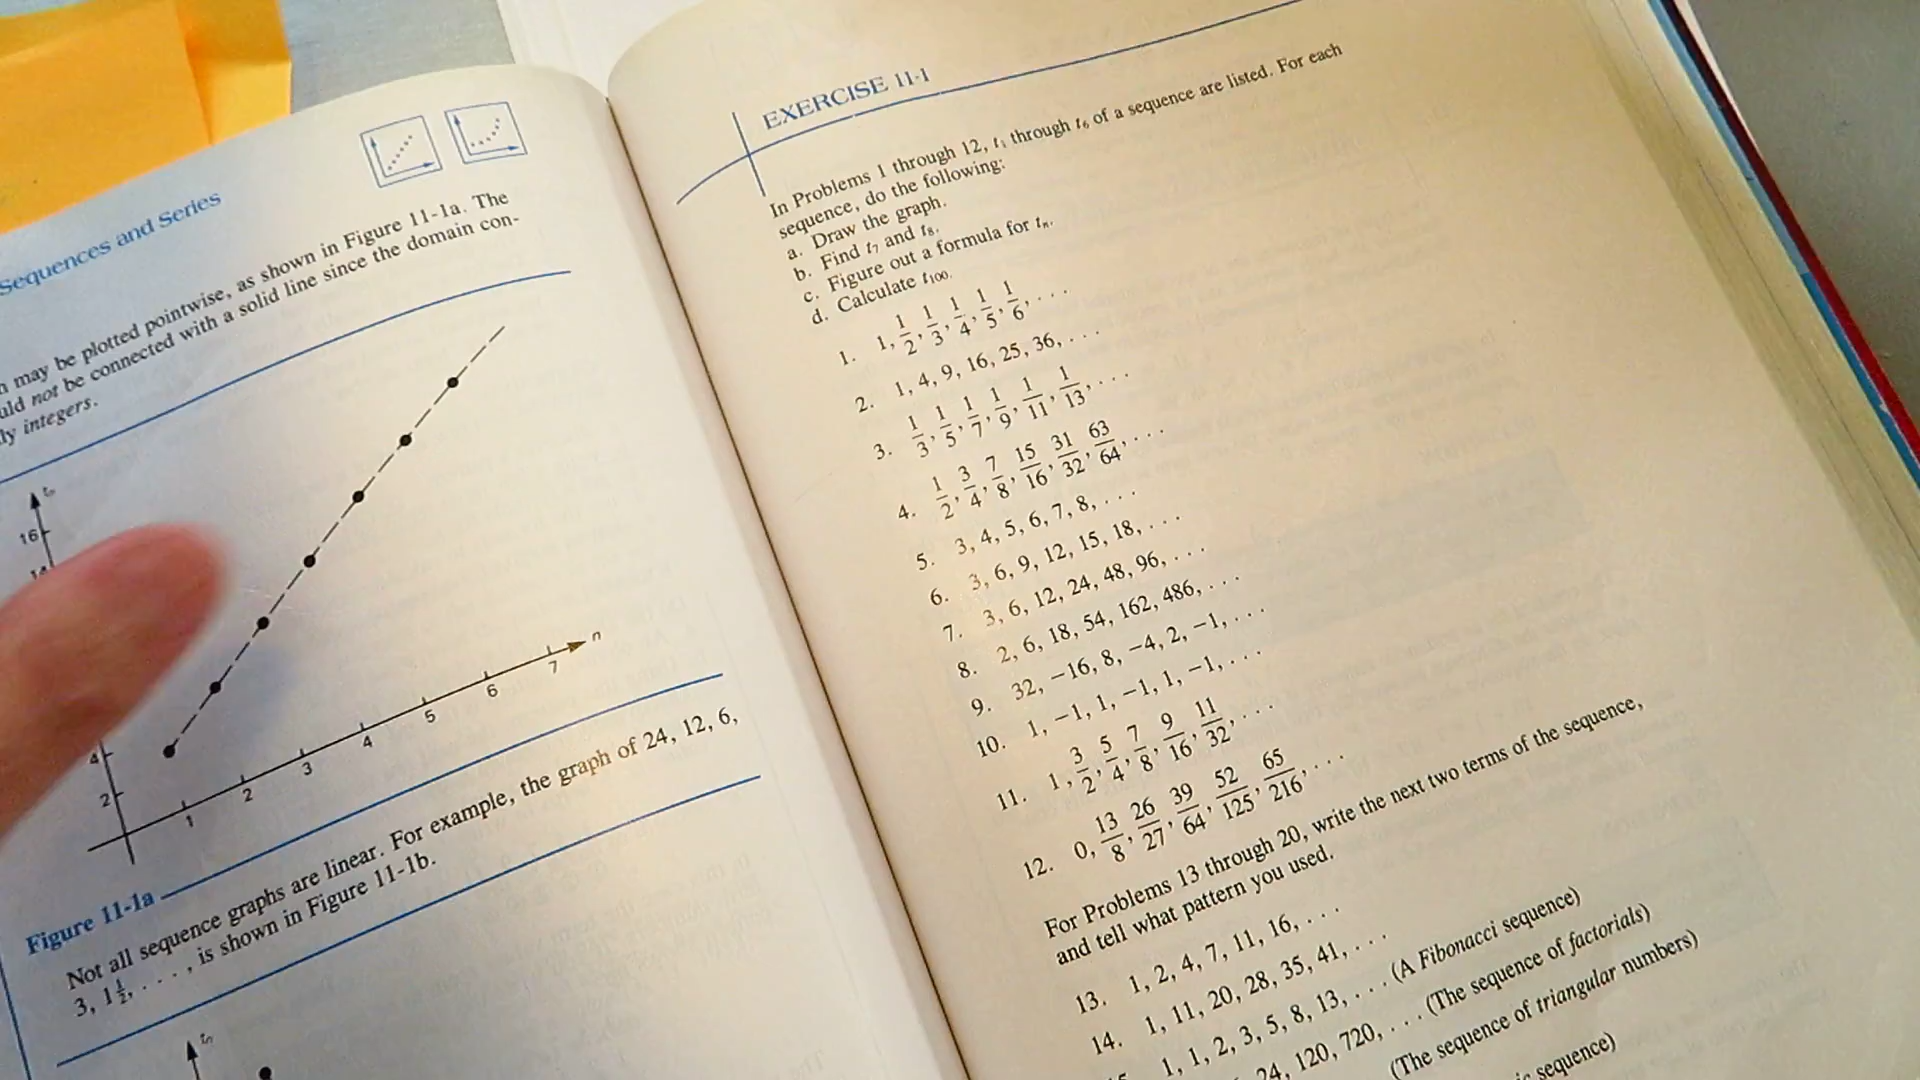 Sequences and Series
may be plotted pointwise, as shown in Figure 11-1a. The
not be connected with a solid line since the domain con-
integers.
tₙ
16
4
2
1 2 3 4 5 6 7
n
Figure 11-1a
Not all sequence graphs are linear. For example, the graph of 24, 12, 6,
3, 1½, . . . , is shown in Figure 11-1b.
tₙ
EXERCISE 11-1
In Problems 1 through 12, t₁ through t₆ of a sequence are listed. For each
sequence, do the following:
a. Draw the graph.
b. Find t₇ and t₈.
c. Figure out a formula for tₙ.
d. Calculate t₁₀₀.
1. 1, 1/2, 1/3, 1/4, 1/5, 1/6, . . .
2. 1, 4, 9, 16, 25, 36, . . .
3. 1/3, 1/5, 1/7, 1/9, 1/11, 1/13, . . .
4. 1/2, 3/4, 7/8, 15/16, 31/32, 63/64, . . .
5. 3, 4, 5, 6, 7, 8, . . .
6. 3, 6, 9, 12, 15, 18, . . .
7. 3, 6, 12, 24, 48, 96, . . .
8. 2, 6, 18, 54, 162, 486, . . .
9. 32, −16, 8, −4, 2, −1, . . .
10. 1, −1, 1, −1, 1, −1, . . .
11. 1, 3/2, 5/4, 7/8, 9/16, 11/32, . . .
12. 0, 13/8, 26/27, 39/64, 52/125, 65/216, . . .
For Problems 13 through 20, write the next two terms of the sequence,
and tell what pattern you used.
13. 1, 2, 4, 7, 11, 16, . . .
14. 1, 11, 20, 28, 35, 41, . . .
1, 1, 2, 3, 5, 8, 13, . . . (A Fibonacci sequence)
24, 120, 720, . . . (The sequence of factorials)
(The sequence of triangular numbers)
sequence)